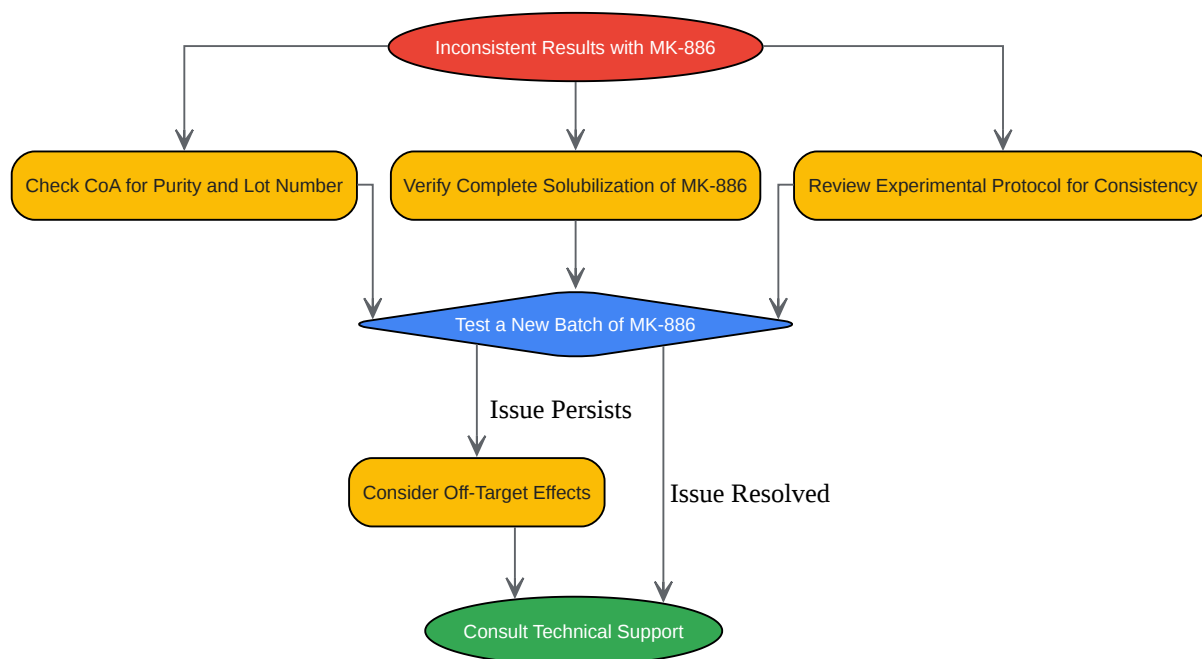 Inconsistent Results with MK-886
Check CoA for Purity and Lot Number
Verify Complete Solubilization of MK-886
Review Experimental Protocol for Consistency
Test a New Batch of MK-886
Issue Persists
Consider Off-Target Effects
Issue Resolved
Consult Technical Support